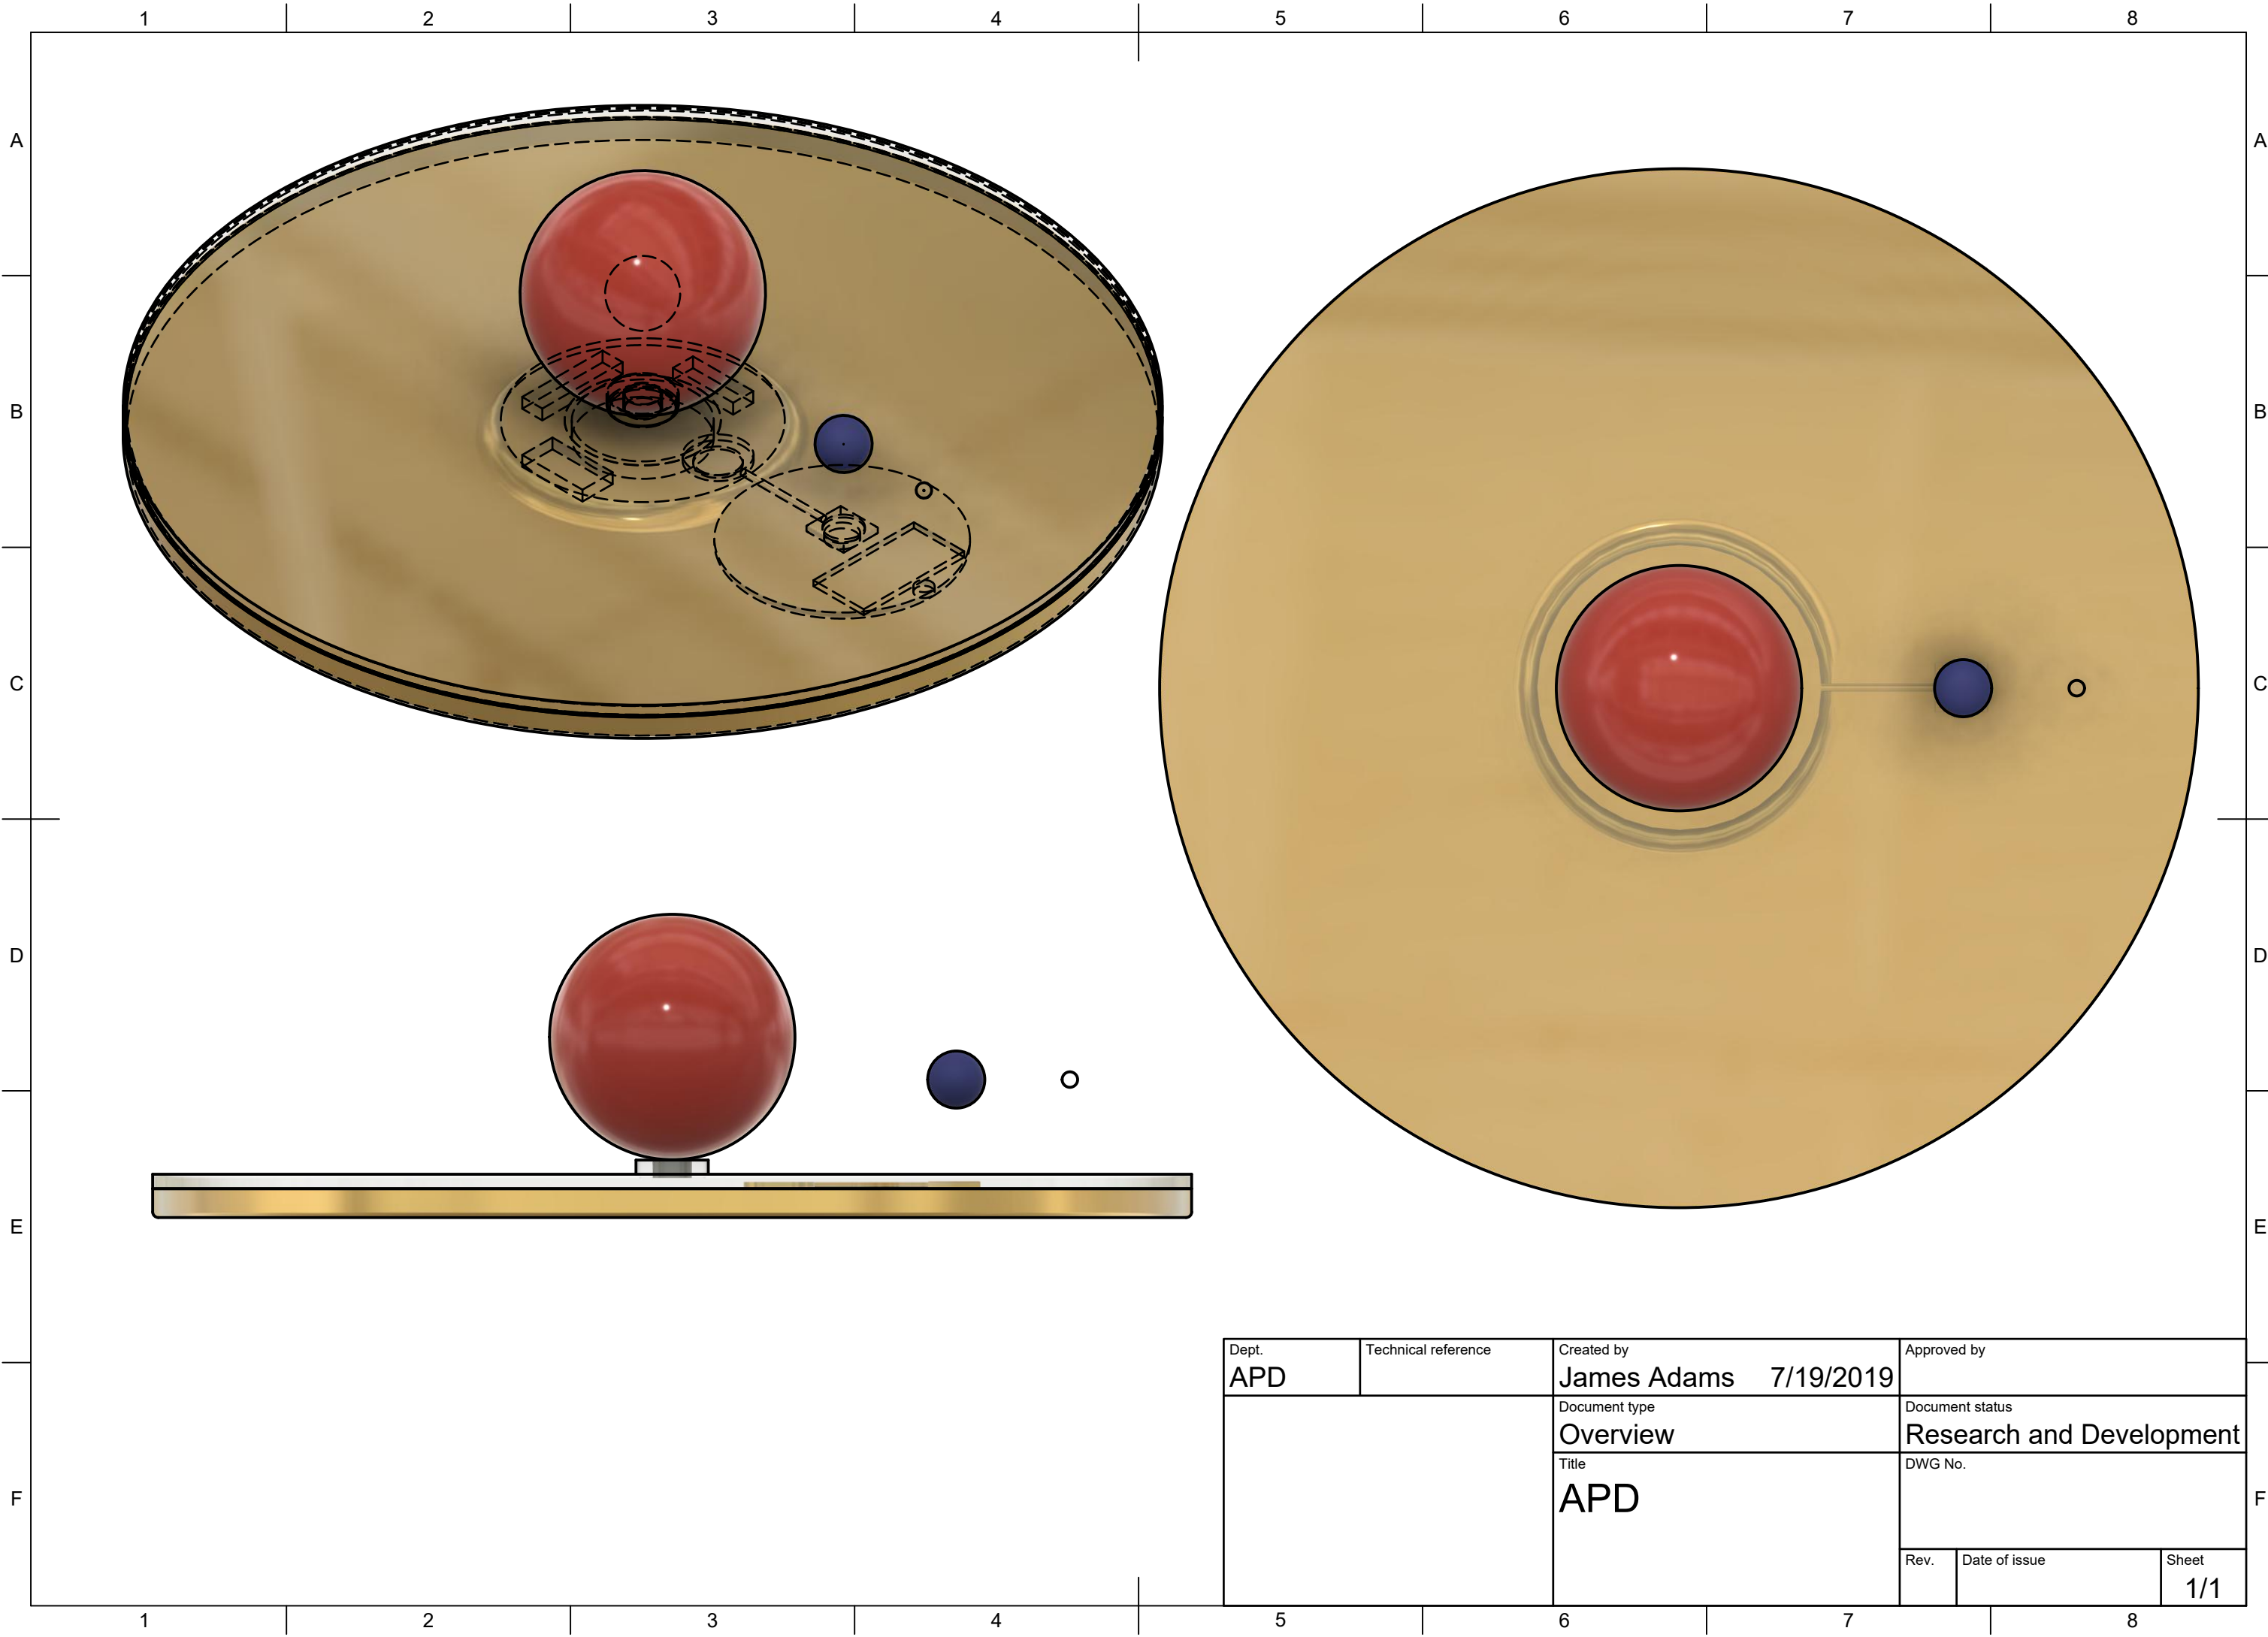 1 2 3 4 5 6 7 8
A A
B B
C C
D D
E E
F F
Dept. Technical reference Created by Approved by
APD James Adams 7/19/2019
Document type Document status
Overview Research and Development
Title DWG No.
APD
Rev. Date of issue Sheet
1/1
1 2 3 4 5 6 7 8